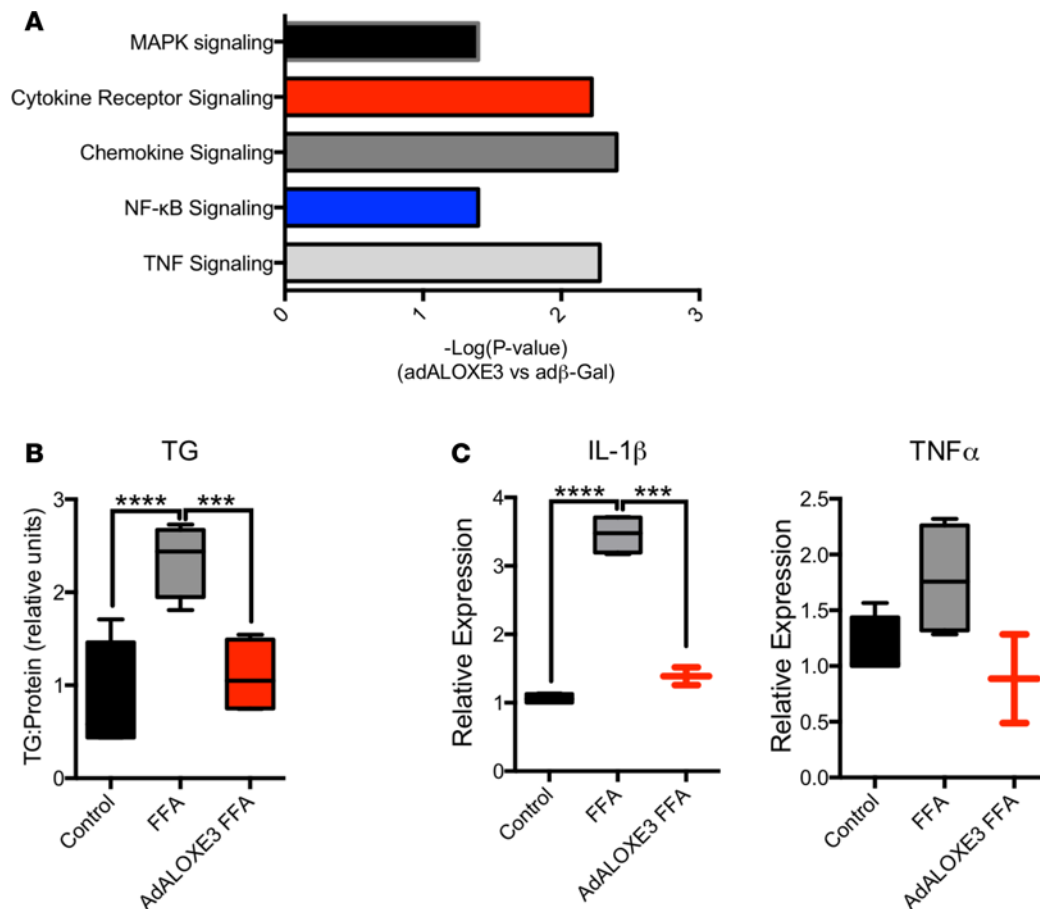 A
MAPK signaling
Cytokine Receptor Signaling
Chemokine Signaling
NF-κB Signaling
TNF Signaling
0 1 2 3
-Log(P-value)
(adALOXE3 vs adβ-Gal)
B
TG
TG:Protein (relative units)
3
2
1
0
**** ***
Control
FFA
AdALOXE3 FFA
C
IL-1β
Relative Expression
4
3
2
1
0
**** ***
Control
FFA
AdALOXE3 FFA
TNFα
Relative Expression
2.5
2.0
1.5
1.0
0.5
0.0
Control
FFA
AdALOXE3 FFA